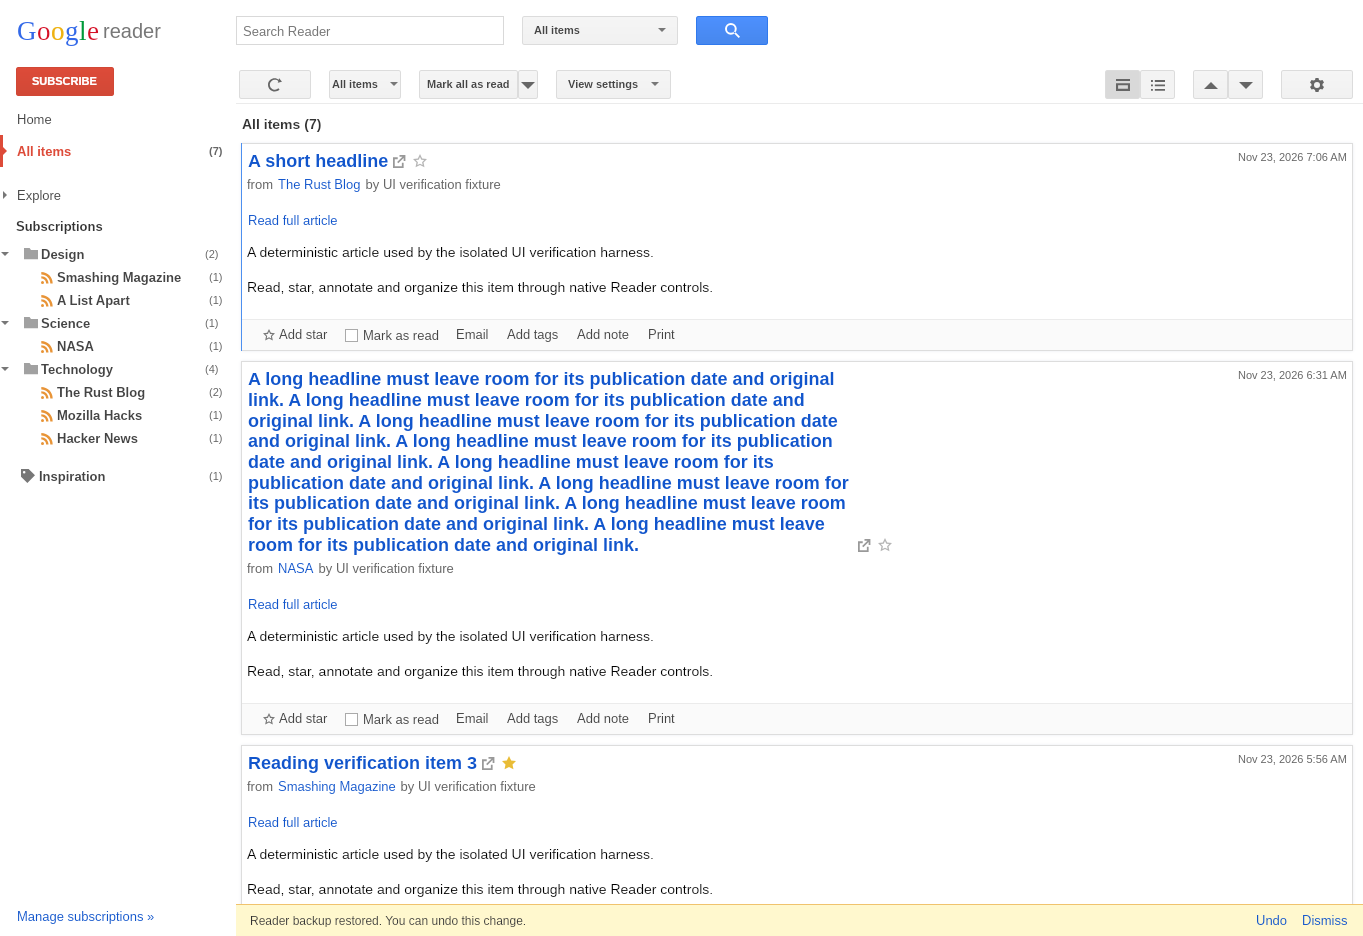 Google reader
Search Reader
All items
SUBSCRIBE
All items
Mark all as read
View settings
Home
All items (7)
Explore
Subscriptions
Design (2)
Smashing Magazine (1)
A List Apart (1)
Science (1)
NASA (1)
Technology (4)
The Rust Blog (2)
Mozilla Hacks (1)
Hacker News (1)
Inspiration (1)
Manage subscriptions »
All items (7)
A short headline
Nov 23, 2026 7:06 AM
from The Rust Blog by UI verification fixture
Read full article
A deterministic article used by the isolated UI verification harness.
Read, star, annotate and organize this item through native Reader controls.
Add star Mark as read Email Add tags Add note Print
A long headline must leave room for its publication date and original
link. A long headline must leave room for its publication date and
original link. A long headline must leave room for its publication date
and original link. A long headline must leave room for its publication
date and original link. A long headline must leave room for its
publication date and original link. A long headline must leave room for
its publication date and original link. A long headline must leave room
for its publication date and original link. A long headline must leave
room for its publication date and original link.
Nov 23, 2026 6:31 AM
from NASA by UI verification fixture
Read full article
A deterministic article used by the isolated UI verification harness.
Read, star, annotate and organize this item through native Reader controls.
Add star Mark as read Email Add tags Add note Print
Reading verification item 3
Nov 23, 2026 5:56 AM
from Smashing Magazine by UI verification fixture
Read full article
A deterministic article used by the isolated UI verification harness.
Read, star, annotate and organize this item through native Reader controls.
Reader backup restored. You can undo this change.
Undo Dismiss